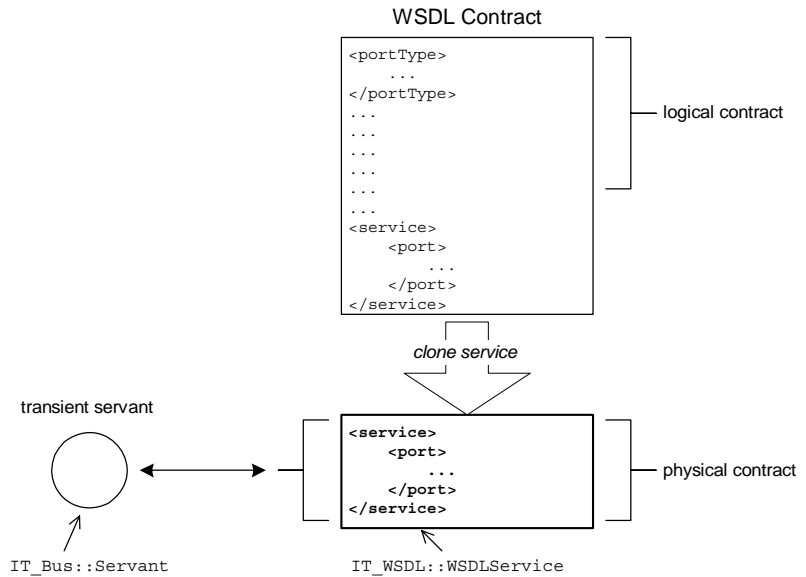 WSDL Contract
<portType>
...
</portType>
...
...
...
...
...
...
<service>
<port>
...
</port>
</service>
logical contract
clone service
transient servant
<service>
<port>
...
</port>
</service>
physical contract
IT_Bus::Servant
IT_WSDL::WSDLService